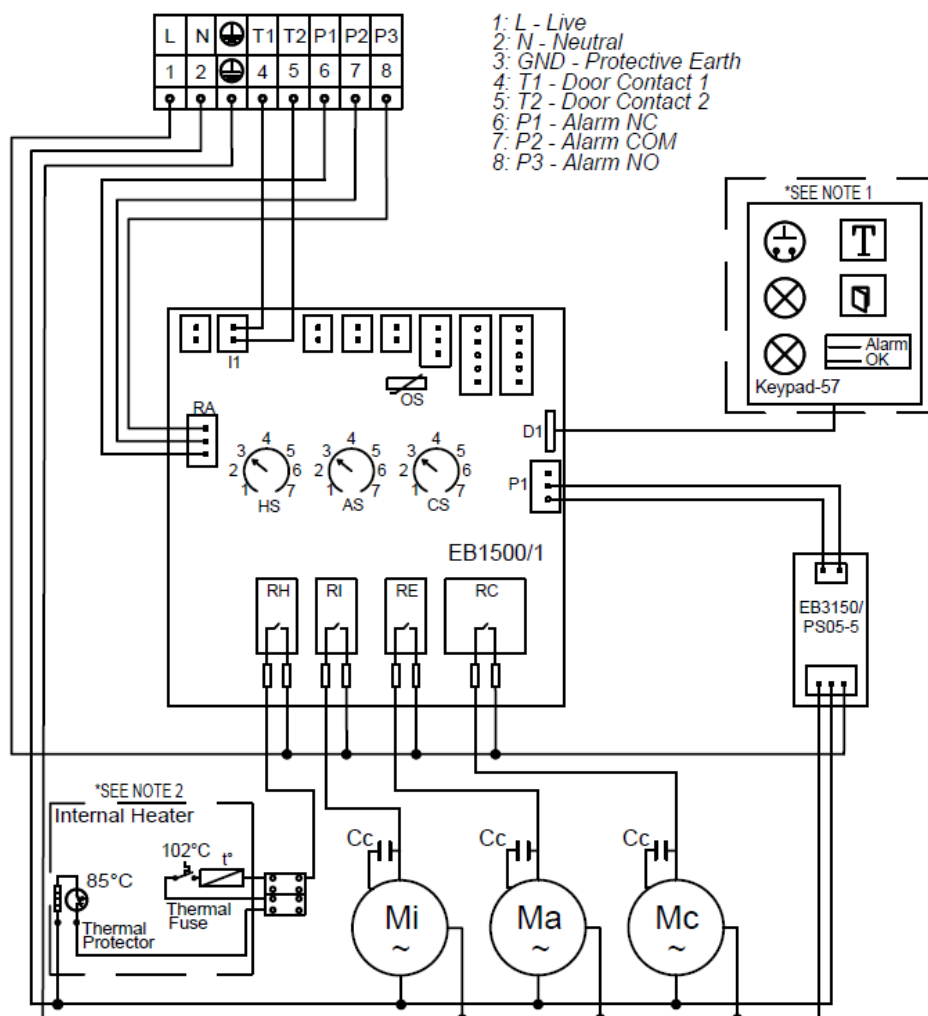 L N T1 T2 P1 P2 P3
1 2 4 5 6 7 8
1: L - Live
2: N - Neutral
3: GND - Protective Earth
4: T1 - Door Contact 1
5: T2 - Door Contact 2
6: P1 - Alarm NC
7: P2 - Alarm COM
8: P3 - Alarm NO
*SEE NOTE 1
T
Alarm
OK
Keypad-57
I1
OS
RA
D1
P1
1 2 3 4 5 6 7
HS
1 2 3 4 5 6 7
AS
1 2 3 4 5 6 7
CS
EB1500/1
RH RI RE RC
EB3150/
PS05-5
*SEE NOTE 2
Internal Heater
102°C
t°
85°C
Thermal
Fuse
Thermal
Protector
Cc Cc Cc
Mi Ma Mc
~ ~ ~